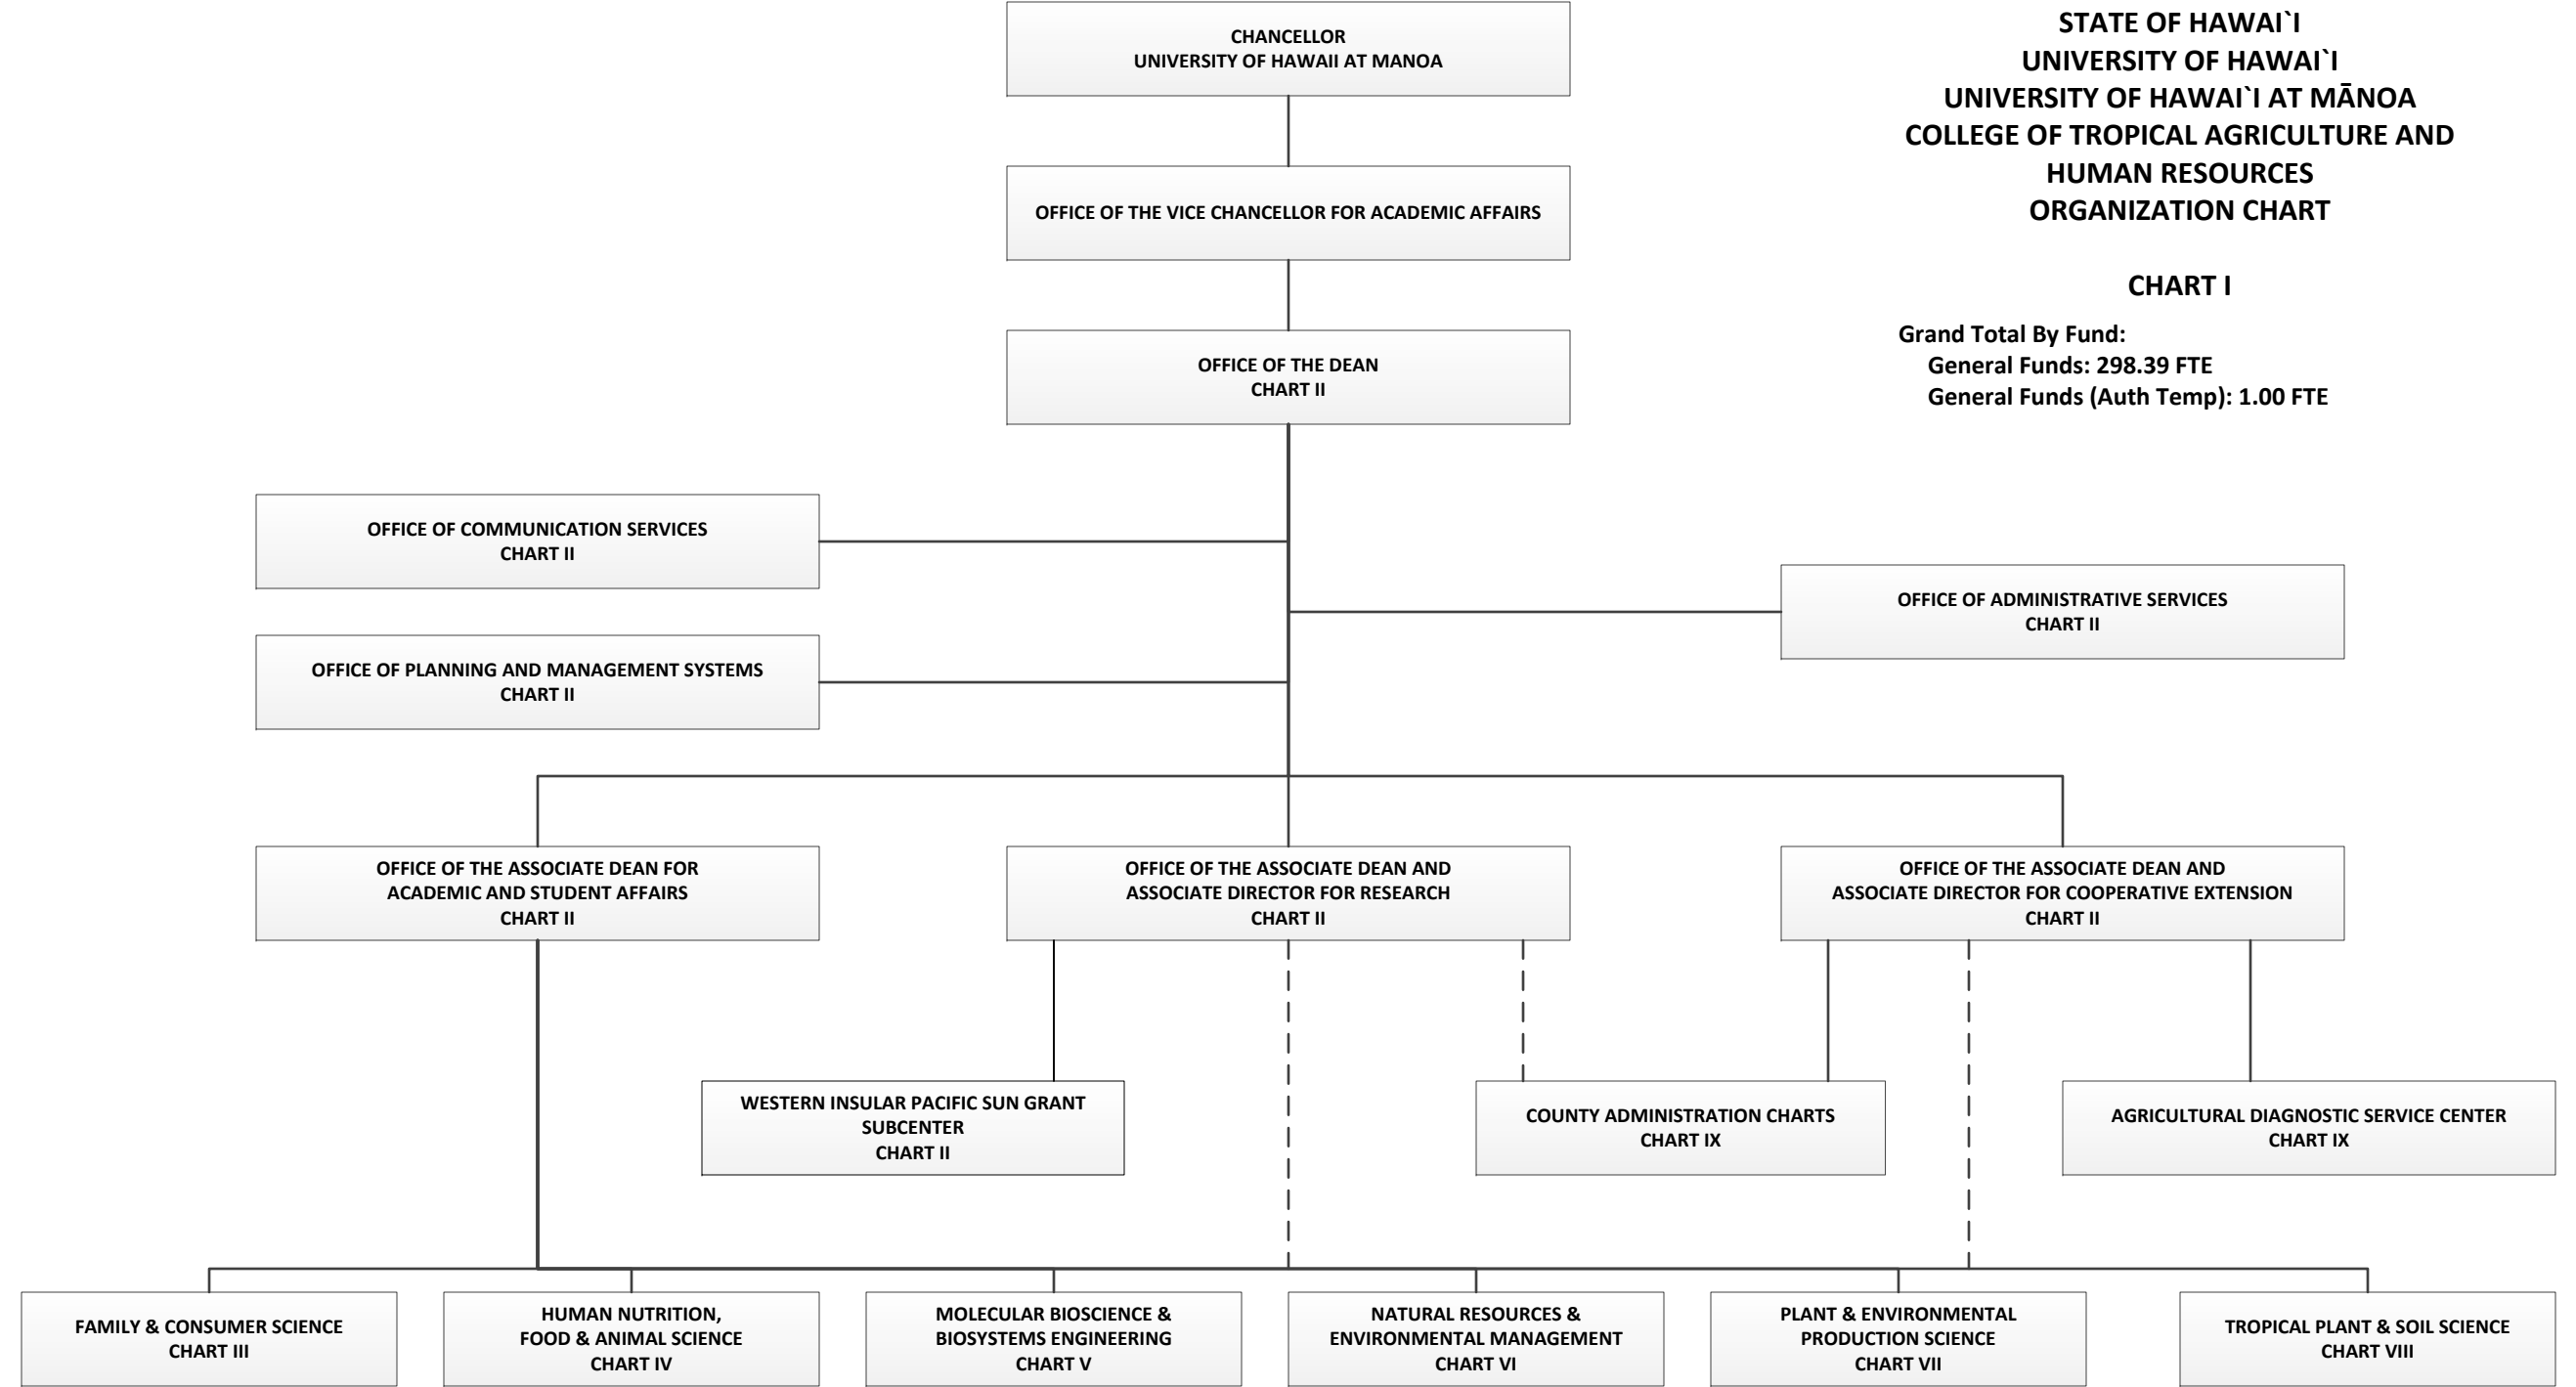 CHANCELLOR
UNIVERSITY OF HAWAII AT MANOA
STATE OF HAWAI`I
UNIVERSITY OF HAWAI`I
UNIVERSITY OF HAWAI`I AT MĀNOA
COLLEGE OF TROPICAL AGRICULTURE AND
HUMAN RESOURCES
ORGANIZATION CHART
CHART I
Grand Total By Fund:
General Funds: 298.39 FTE
General Funds (Auth Temp): 1.00 FTE
OFFICE OF THE VICE CHANCELLOR FOR ACADEMIC AFFAIRS
OFFICE OF THE DEAN
CHART II
OFFICE OF COMMUNICATION SERVICES
CHART II
OFFICE OF ADMINISTRATIVE SERVICES
CHART II
OFFICE OF PLANNING AND MANAGEMENT SYSTEMS
CHART II
OFFICE OF THE ASSOCIATE DEAN FOR
ACADEMIC AND STUDENT AFFAIRS
CHART II
OFFICE OF THE ASSOCIATE DEAN AND
ASSOCIATE DIRECTOR FOR RESEARCH
CHART II
OFFICE OF THE ASSOCIATE DEAN AND
ASSOCIATE DIRECTOR FOR COOPERATIVE EXTENSION
CHART II
WESTERN INSULAR PACIFIC SUN GRANT
SUBCENTER
CHART II
COUNTY ADMINISTRATION CHARTS
CHART IX
AGRICULTURAL DIAGNOSTIC SERVICE CENTER
CHART IX
FAMILY & CONSUMER SCIENCE
CHART III
HUMAN NUTRITION,
FOOD & ANIMAL SCIENCE
CHART IV
MOLECULAR BIOSCIENCE &
BIOSYSTEMS ENGINEERING
CHART V
NATURAL RESOURCES &
ENVIRONMENTAL MANAGEMENT
CHART VI
PLANT & ENVIRONMENTAL
PRODUCTION SCIENCE
CHART VII
TROPICAL PLANT & SOIL SCIENCE
CHART VIII